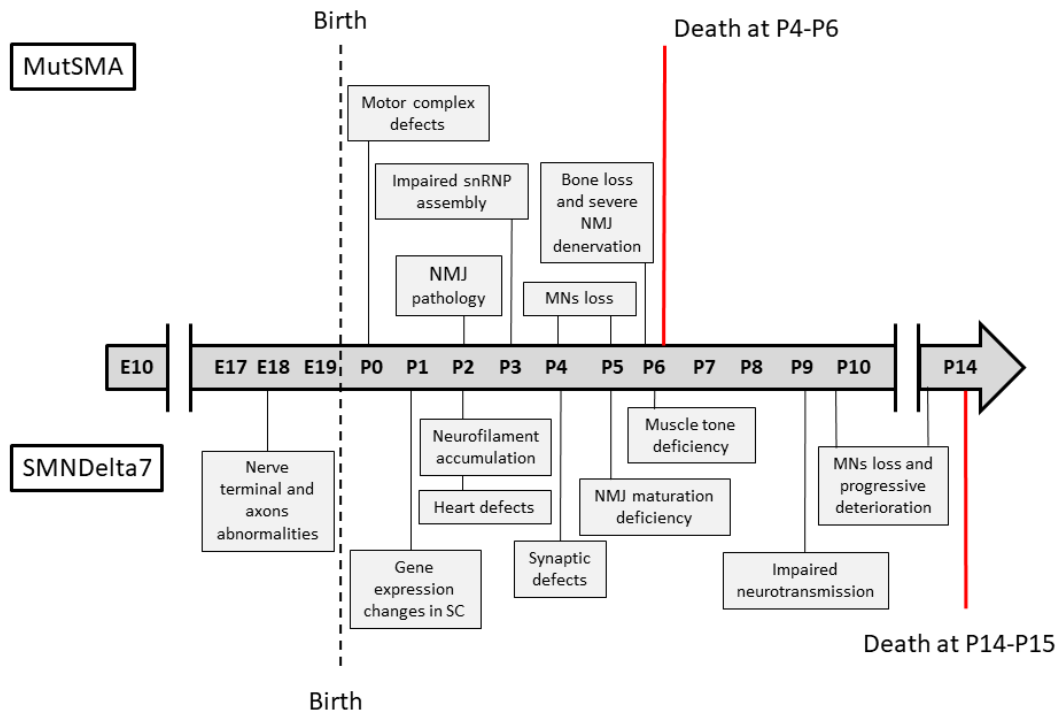 Birth
Death at P4-P6
MutSMA
Motor complex
defects
Impaired snRNP
assembly
Bone loss
and severe
NMJ
denervation
NMJ
pathology
MNs loss
E10 E17 E18 E19 P0 P1 P2 P3 P4 P5 P6 P7 P8 P9 P10 P14
SMNDelta7
Nerve
terminal and
axons
abnormalities
Neurofilament
accumulation
Heart defects
Gene
expression
changes in SC
Synaptic
defects
NMJ maturation
deficiency
Muscle tone
deficiency
Impaired
neurotransmission
MNs loss and
progressive
deterioration
Death at P14-P15
Birth